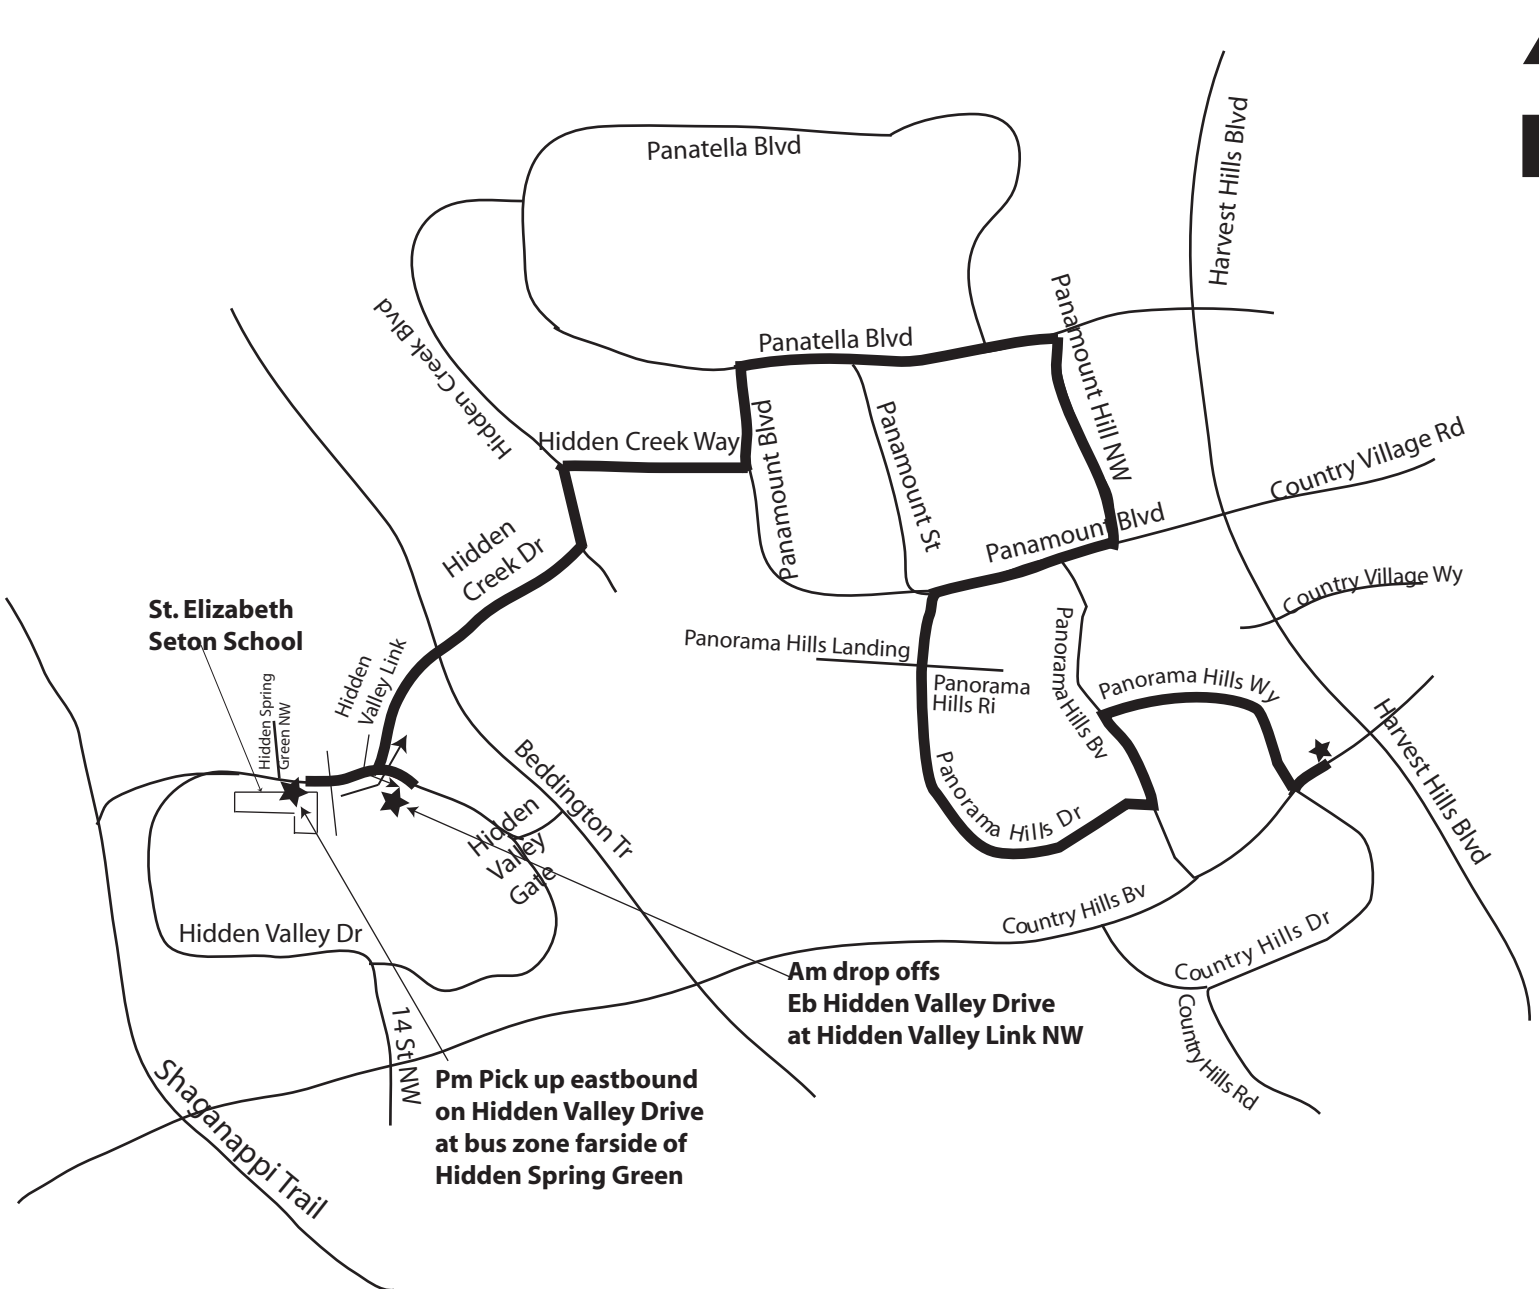 Panatella Blvd
Harvest Hills Blvd
Hidden Creek Blvd
Panatella Blvd
Panamount Hill NW
Hidden Creek Way
Panamount Blvd
Panamount St
Country Village Rd
Panamount Blvd
Hidden
Creek Dr
Country Village Wy
St. Elizabeth
Seton School
Panorama Hills Landing
Panorama Hills Bv
Hidden
Valley Link
Hidden Spring
Green NW
Panorama
Hills Ri
Panorama Hills Wy
Harvest Hills Blvd
Beddington Tr
Panorama Hills Dr
Hidden
Valley
Gate
Hidden Valley Dr
Country Hills Bv
Country Hills Dr
Country Hills Rd
Am drop offs
Eb Hidden Valley Drive
at Hidden Valley Link NW
14 St NW
Shaganappi Trail
Pm Pick up eastbound
on Hidden Valley Drive
at bus zone farside of
Hidden Spring Green